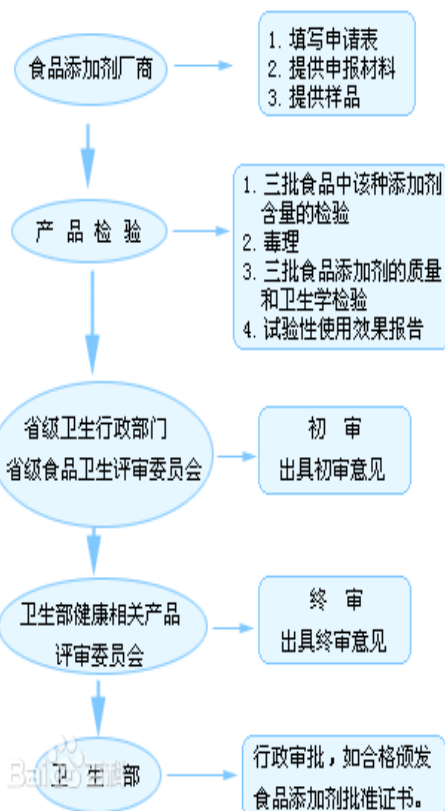 食品添加剂厂商
1. 填写申请表
2. 提供申报材料
3. 提供样品
产 品 检 验
1. 三批食品中该种添加剂
含量的检验
2. 毒理
3. 三批食品添加剂的质量
和卫生学检验
4. 试验性使用效果报告
省级卫生行政部门
省级食品卫生评审委员会
初 审
出具初审意见
卫生部健康相关产品
评审委员会
终 审
出具终审意见
Bai 百科
卫 生 部
行政审批，如合格颁发
食品添加剂批准证书。